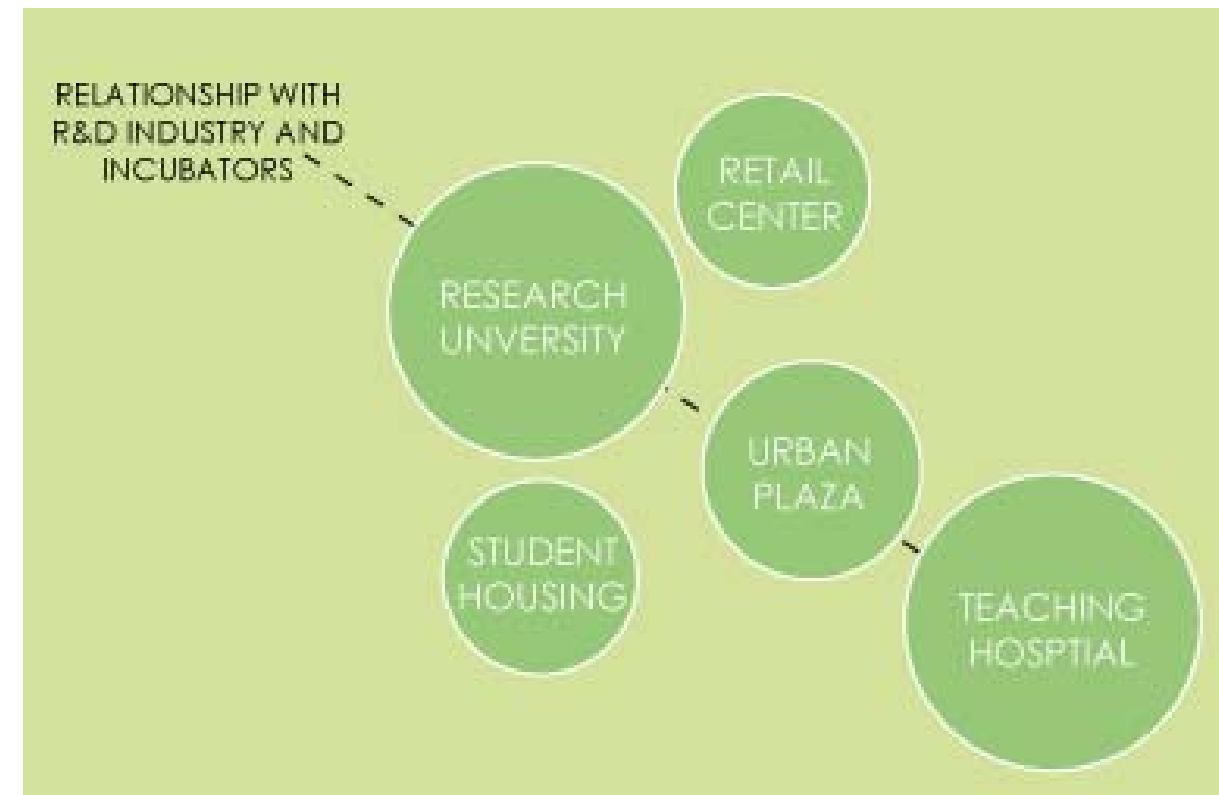 RELATIONSHIP WITH
R&D INDUSTRY AND
INCUBATORS
RETAIL
CENTER
RESEARCH
UNVERSITY
URBAN
PLAZA
STUDENT
HOUSING
TEACHING
HOSPTIAL